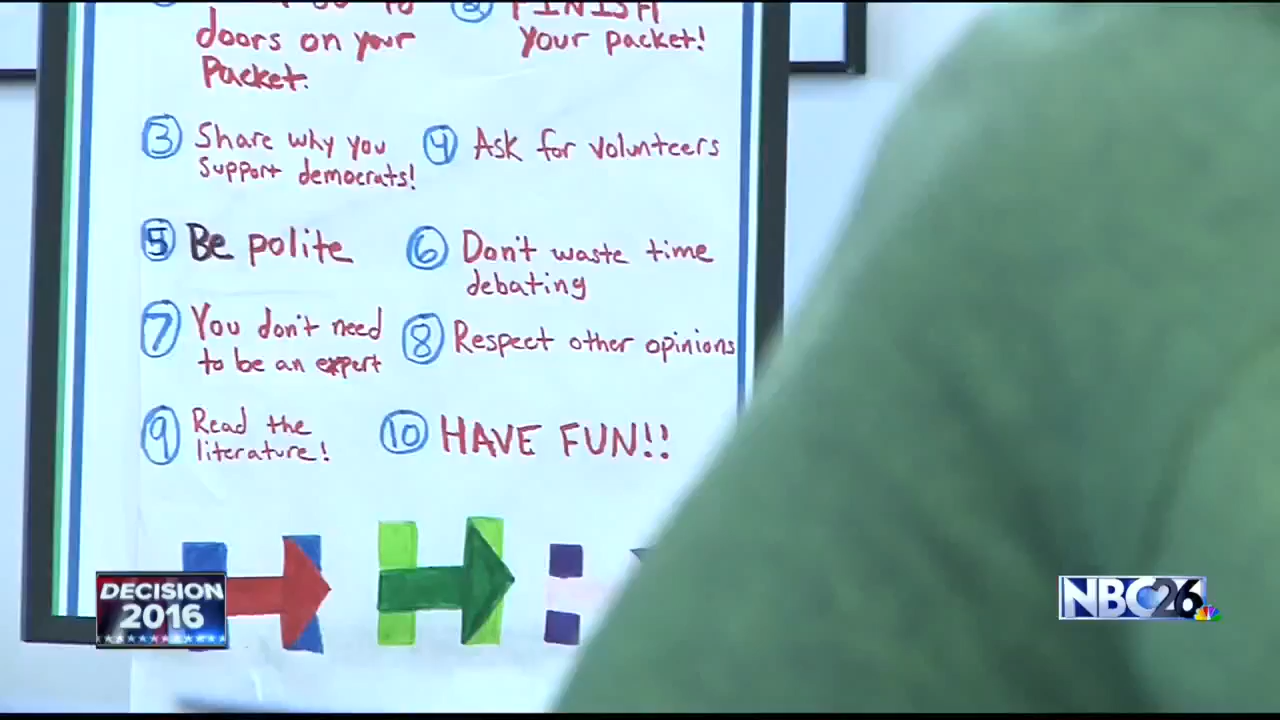 doors on your
Packet.
FINISH
your packet!
3 Share why you
support democrats!
4 Ask for volunteers
5 Be polite
6 Don't waste time
debating
7 You don't need
to be an expert
8 Respect other opinions
9 Read the
literature!
10 HAVE FUN!!
DECISION
2016
NBC26